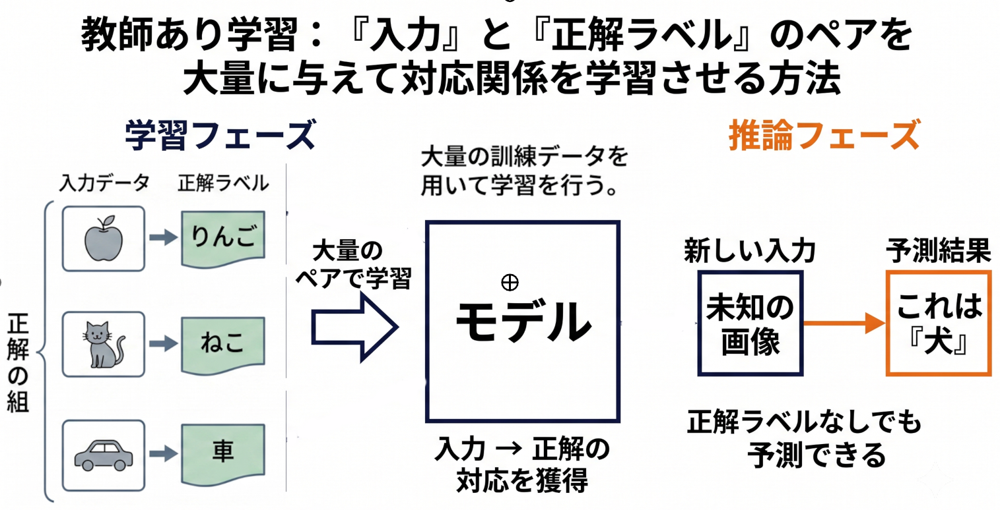 教師あり学習：『入力』と『正解ラベル』のペアを
大量に与えて対応関係を学習させる方法
学習フェーズ
入力データ
正解ラベル
正解の組
りんご
ねこ
車
大量の
ペアで学習
大量の訓練データを
用いて学習を行う。
モデル
入力 → 正解の
対応を獲得
推論フェーズ
新しい入力
未知の
画像
予測結果
これは
『犬』
正解ラベルなしでも
予測できる